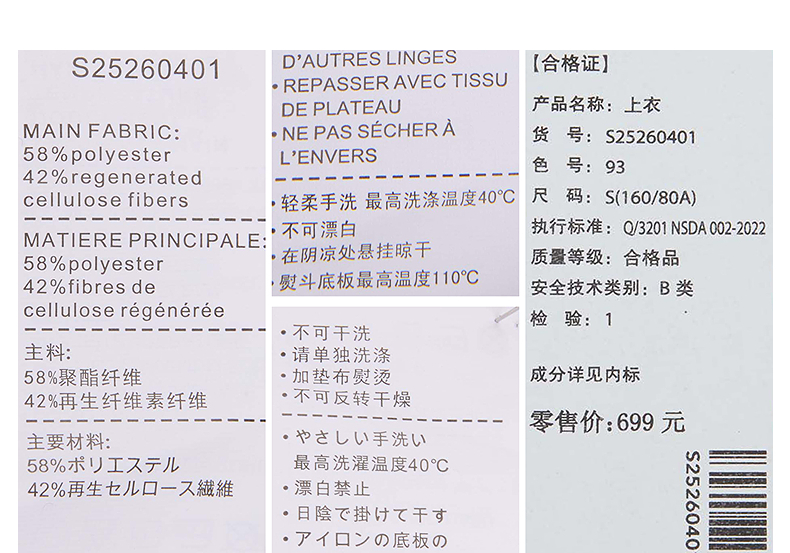 S25260401
MAIN FABRIC:
58%polyester
42%regenerated
cellulose fibers
MATIERE PRINCIPALE:
58%polyester
42%fibres de
cellulose régénérée
主料:
58%聚酯纤维
42%再生纤维素纤维
主要材料:
58%ポリエステル
42%再生セルロース繊維
D'AUTRES LINGES
• REPASSER AVEC TISSU
DE PLATEAU
• NE PAS SÉCHER À
L'ENVERS
• 轻柔手洗 最高洗涤温度40℃
• 不可漂白
• 在阴凉处悬挂晾干
• 熨斗底板最高温度110℃
• 不可干洗
• 请单独洗涤
• 加垫布熨烫
• 不可反转干燥
• やさしい手洗い
最高洗濯温度40℃
• 漂白禁止
• 日陰で掛けて干す
• アイロンの底板の
【合格证】
产品名称: 上衣
货 号: S25260401
色 号: 93
尺 码: S(160/80A)
执行标准: Q/3201 NSDA 002-2022
质量等级: 合格品
安全技术类别: B 类
检 验: 1
成分详见内标
零售价: 699 元
S2526040